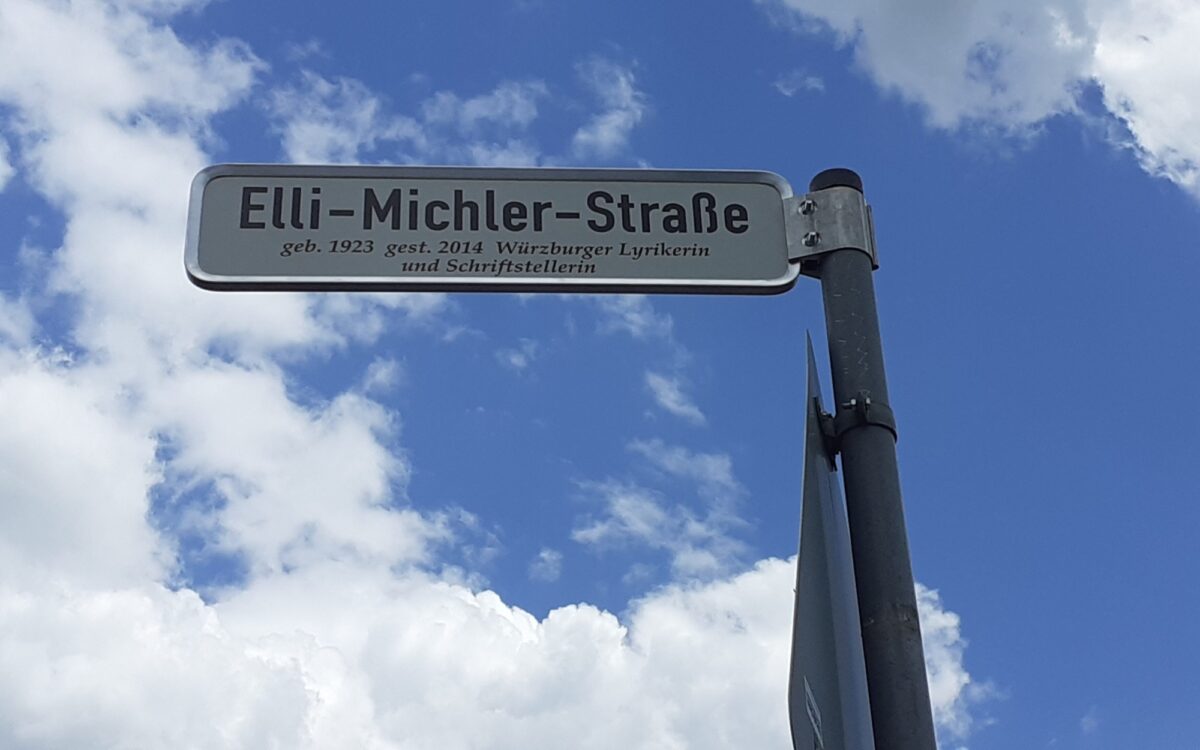 Elli-Michler-Straße
geb. 1923 gest. 2014 Würzburger Lyrikerin
und Schriftstellerin